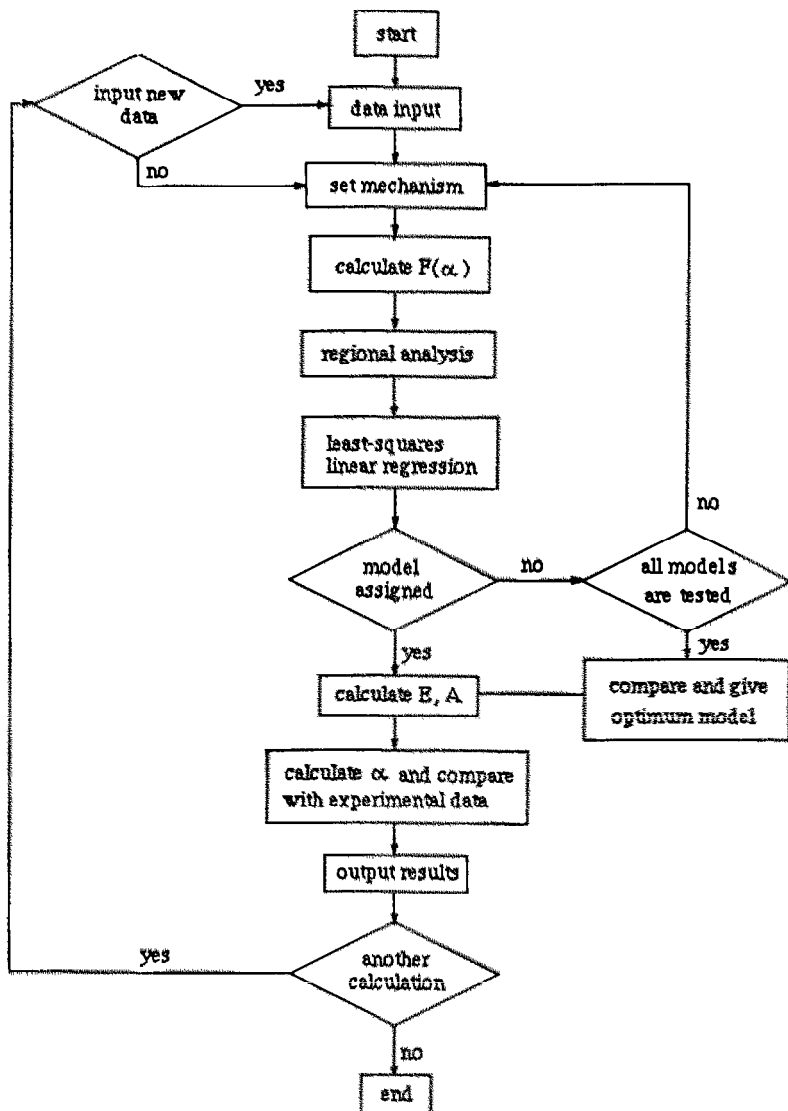 start
input new
data
yes
data input
no
set mechanism
calculate F(α)
regional analysis
least-squares
linear regression
no
model
assigned
no
all models
are tested
yes
yes
calculate E, A
compare and give
optimum model
calculate α and compare
with experimental data
output results
yes
another
calculation
no
end